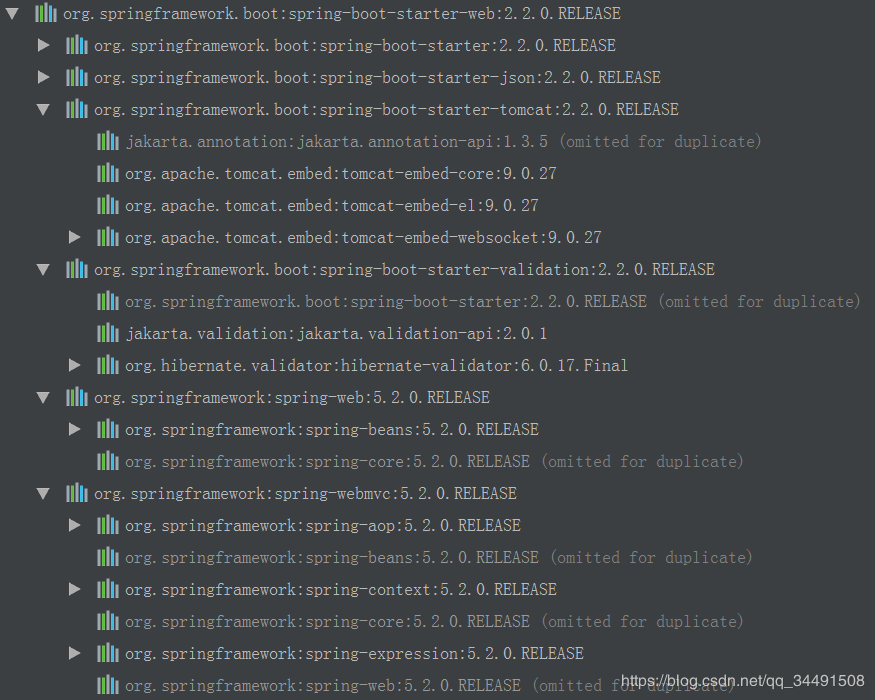 org.springframework.boot:spring-boot-starter-web:2.2.0.RELEASE
org.springframework.boot:spring-boot-starter:2.2.0.RELEASE
org.springframework.boot:spring-boot-starter-json:2.2.0.RELEASE
org.springframework.boot:spring-boot-starter-tomcat:2.2.0.RELEASE
jakarta.annotation:jakarta.annotation-api:1.3.5 (omitted for duplicate)
org.apache.tomcat.embed:tomcat-embed-core:9.0.27
org.apache.tomcat.embed:tomcat-embed-el:9.0.27
org.apache.tomcat.embed:tomcat-embed-websocket:9.0.27
org.springframework.boot:spring-boot-starter-validation:2.2.0.RELEASE
org.springframework.boot:spring-boot-starter:2.2.0.RELEASE (omitted for duplicate)
jakarta.validation:jakarta.validation-api:2.0.1
org.hibernate.validator:hibernate-validator:6.0.17.Final
org.springframework:spring-web:5.2.0.RELEASE
org.springframework:spring-beans:5.2.0.RELEASE
org.springframework:spring-core:5.2.0.RELEASE (omitted for duplicate)
org.springframework:spring-webmvc:5.2.0.RELEASE
org.springframework:spring-aop:5.2.0.RELEASE
org.springframework:spring-beans:5.2.0.RELEASE (omitted for duplicate)
org.springframework:spring-context:5.2.0.RELEASE
org.springframework:spring-core:5.2.0.RELEASE (omitted for duplicate)
org.springframework:spring-expression:5.2.0.RELEASE
org.springframework:spring-web:5.2.0.RELEASE (omitted for duplicate)
https://blog.csdn.net/qq_34491508